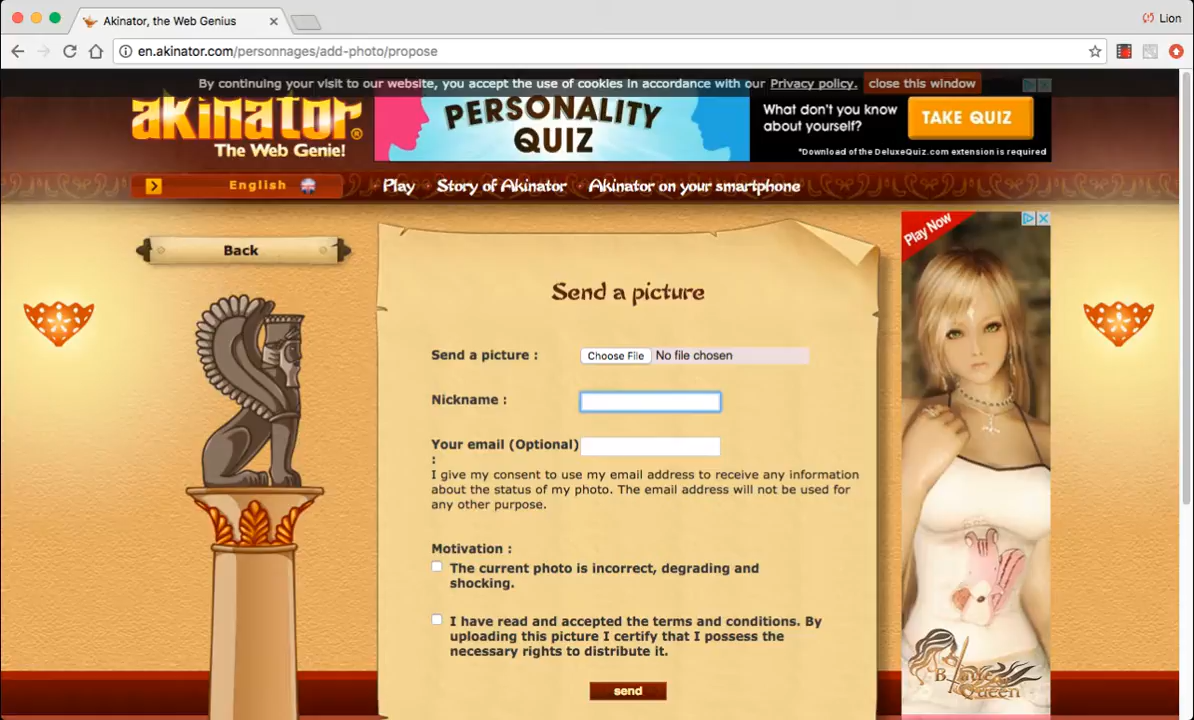 Akinator, the Web Genius
Lion
en.akinator.com/personnages/add-photo/propose
By continuing your visit to our website, you accept the use of cookies in accordance with our Privacy policy. close this window
akinator®
The Web Genie!
PERSONALITY
QUIZ
What don't you know
about yourself?
TAKE QUIZ
*Download of the DeluxeQuiz.com extension is required
English
· Play · Story of Akinator · Akinator on your smartphone
Back
Play Now
Send a picture
Send a picture : Choose File No file chosen
Nickname :
Your email (Optional)
:
I give my consent to use my email address to receive any information
about the status of my photo. The email address will not be used for
any other purpose.
Motivation :
The current photo is incorrect, degrading and
shocking.
I have read and accepted the terms and conditions. By
uploading this picture I certify that I possess the
necessary rights to distribute it.
send
Blade
Queen